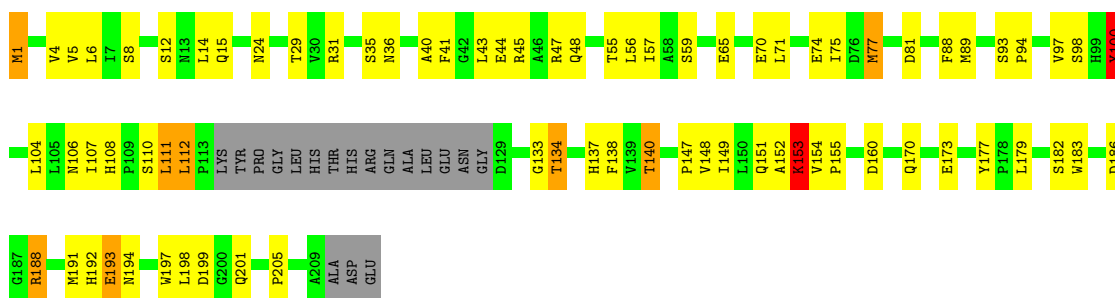 M1 V4 V5 L6 I7 S8 S12 N13 L14 Q15 N24 T29 V30 R31 S35 N36 A40 F41 G42 L43 E44 R45 A46 R47 Q48 T55 L56 I57 A58 S59 E65 E70 L71 E74 I75 D76 M77 D81 F88 M89 S93 P94 V97 S98 H99
L104 L105 N106 I107 H108 P109 S110 L111 L112 P113 LYS TYR PRO GLY LEU HIS THR HIS ARG GLN ALA LEU GLU ASN GLY D129 G133 T134 H137 F138 V139 T140 P147 V148 I149 L150 Q151 A152 K153 V154 P155 D160 Q170 E173 Y177 P178 L179 S182 W183 D186
G187 R188 M191 H192 E193 N194 W197 L198 D199 G200 Q201 P205 A209 ALA ASP GLU